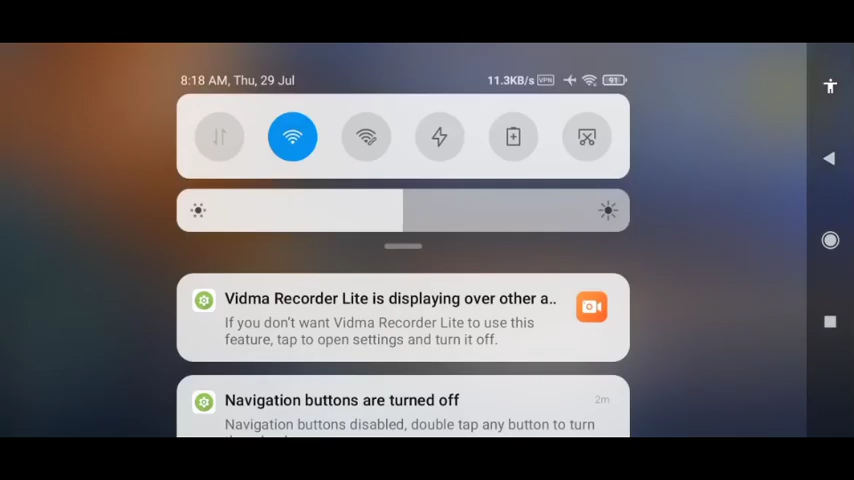 8:18 AM, Thu, 29 Jul
11.3KB/s VPN 91
Vidma Recorder Lite is displaying over other a..
If you don't want Vidma Recorder Lite to use this
feature, tap to open settings and turn it off.
Navigation buttons are turned off
2m
Navigation buttons disabled, double tap any button to turn